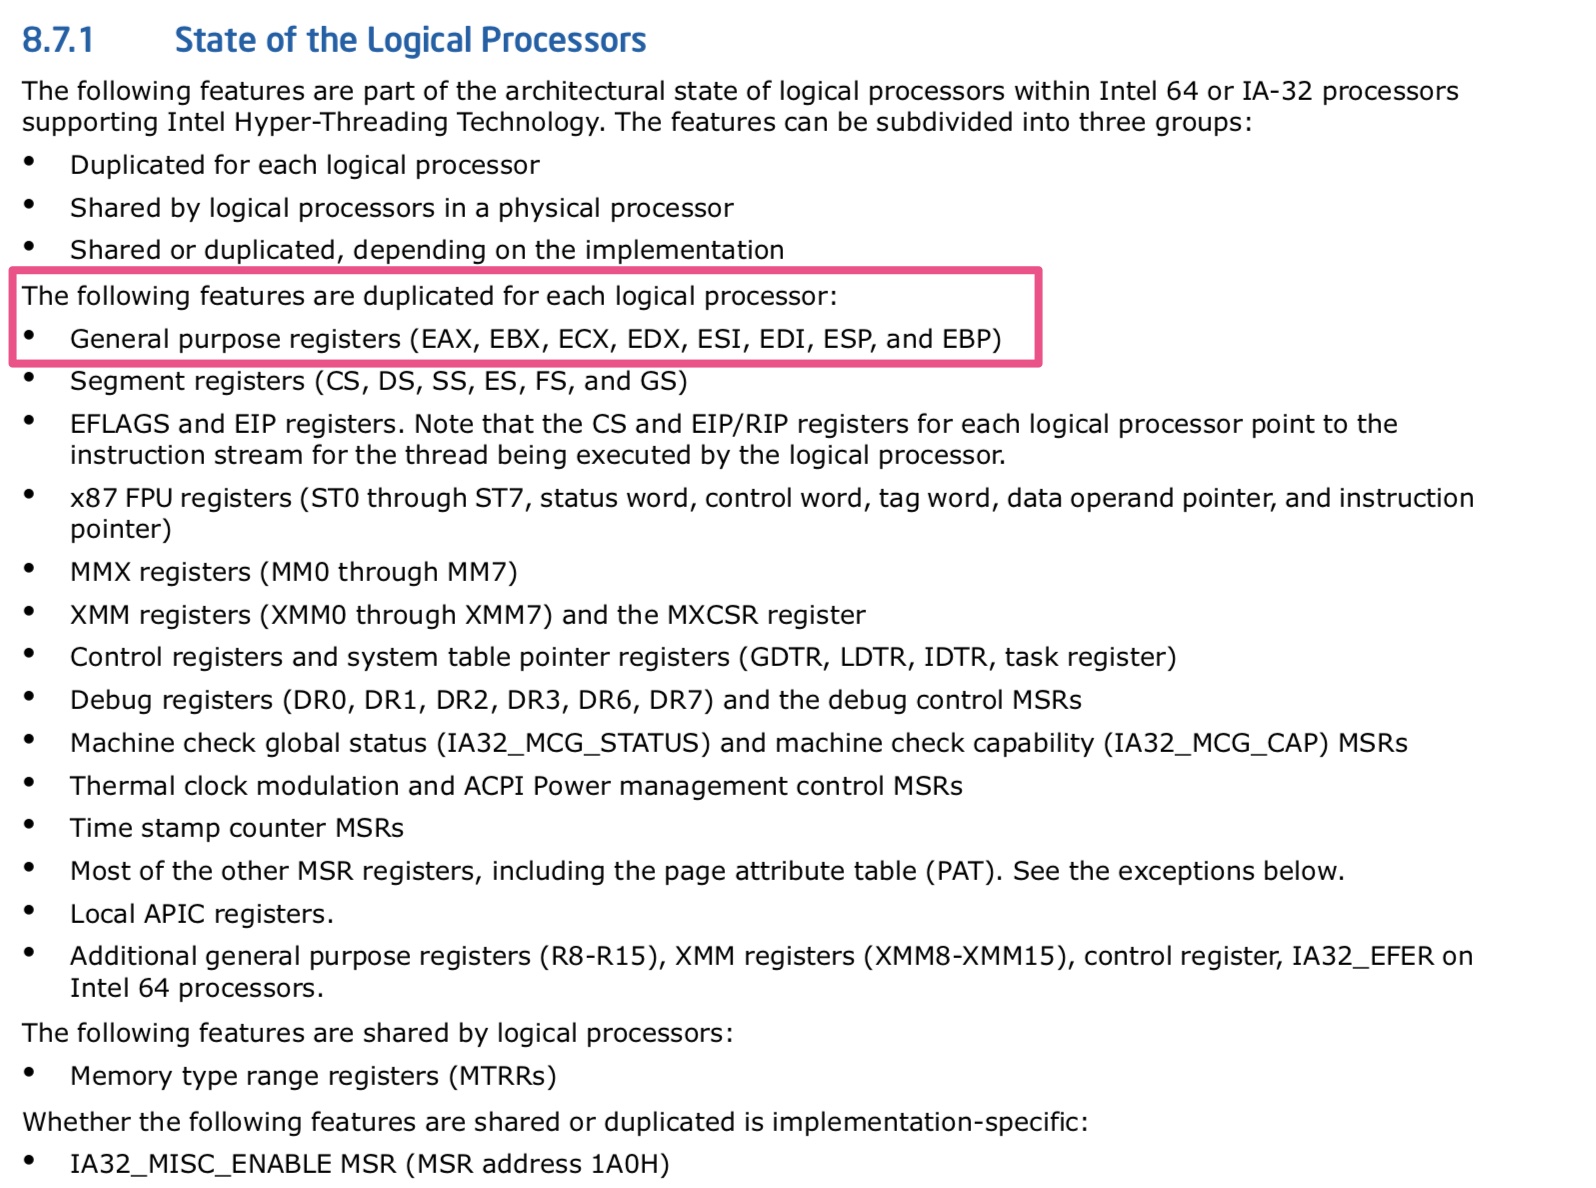 8.7.1 State of the Logical Processors
The following features are part of the architectural state of logical processors within Intel 64 or IA-32 processors
supporting Intel Hyper-Threading Technology. The features can be subdivided into three groups:
• Duplicated for each logical processor
• Shared by logical processors in a physical processor
• Shared or duplicated, depending on the implementation
The following features are duplicated for each logical processor:
• General purpose registers (EAX, EBX, ECX, EDX, ESI, EDI, ESP, and EBP)
• Segment registers (CS, DS, SS, ES, FS, and GS)
• EFLAGS and EIP registers. Note that the CS and EIP/RIP registers for each logical processor point to the
instruction stream for the thread being executed by the logical processor.
• x87 FPU registers (ST0 through ST7, status word, control word, tag word, data operand pointer, and instruction
pointer)
• MMX registers (MM0 through MM7)
• XMM registers (XMM0 through XMM7) and the MXCSR register
• Control registers and system table pointer registers (GDTR, LDTR, IDTR, task register)
• Debug registers (DR0, DR1, DR2, DR3, DR6, DR7) and the debug control MSRs
• Machine check global status (IA32_MCG_STATUS) and machine check capability (IA32_MCG_CAP) MSRs
• Thermal clock modulation and ACPI Power management control MSRs
• Time stamp counter MSRs
• Most of the other MSR registers, including the page attribute table (PAT). See the exceptions below.
• Local APIC registers.
• Additional general purpose registers (R8-R15), XMM registers (XMM8-XMM15), control register, IA32_EFER on
Intel 64 processors.
The following features are shared by logical processors:
• Memory type range registers (MTRRs)
Whether the following features are shared or duplicated is implementation-specific:
• IA32_MISC_ENABLE MSR (MSR address 1A0H)